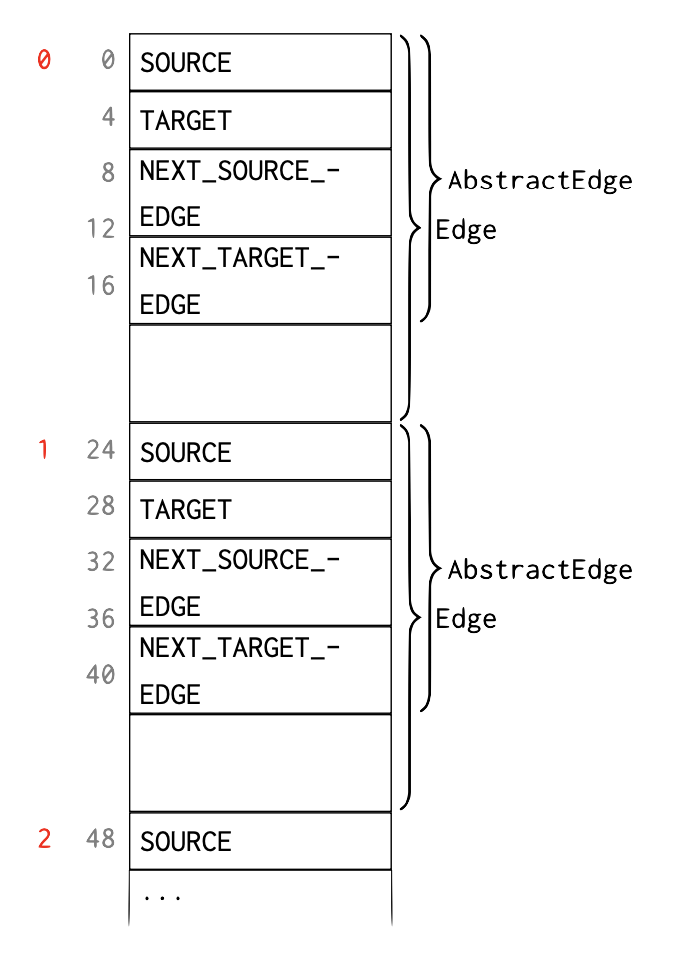 0 0 SOURCE
4 TARGET
8 NEXT_SOURCE_-
AbstractEdge
12 EDGE
Edge
NEXT_TARGET_-
16
EDGE
1 24 SOURCE
28 TARGET
32 NEXT_SOURCE_-
AbstractEdge
36 EDGE
Edge
NEXT_TARGET_-
40
EDGE
2 48 SOURCE
...